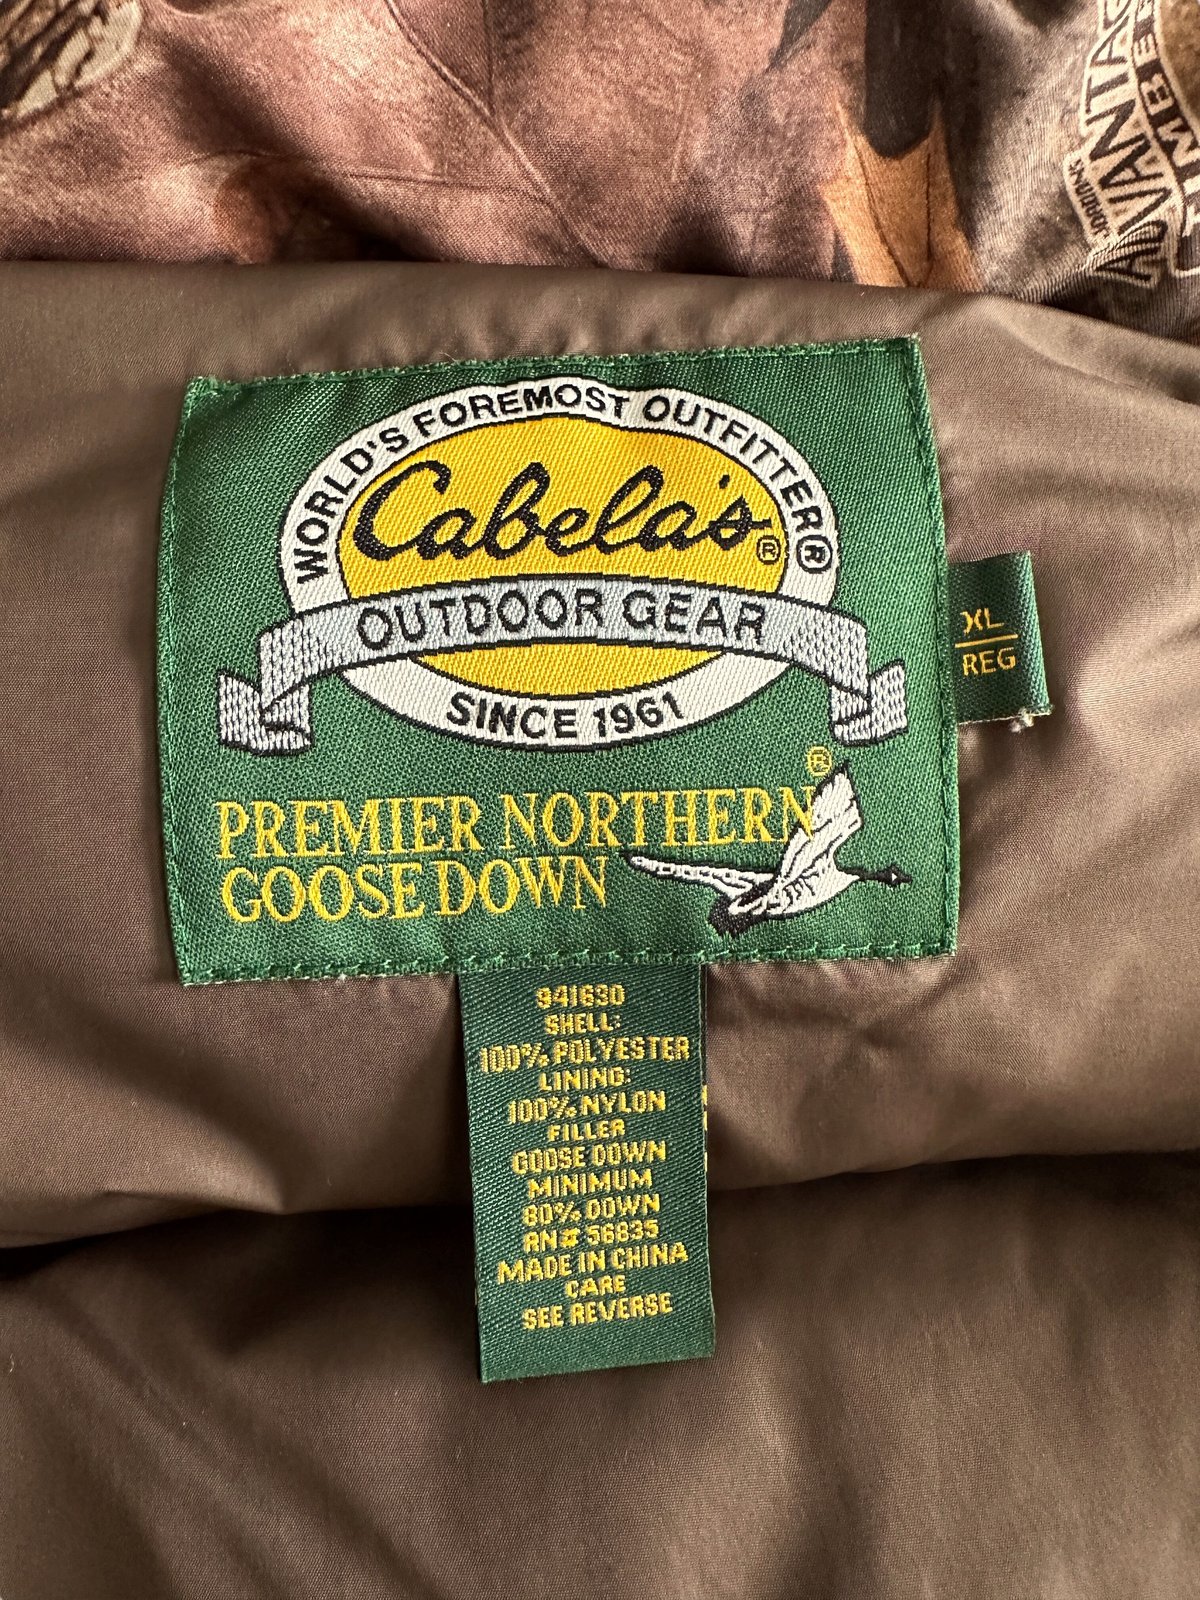 ADVANTAGE
TIMBER
WORLD'S FOREMOST OUTFITTER®
Cabela's®
OUTDOOR GEAR
SINCE 1961
XL
REG
PREMIER NORTHERN®
GOOSE DOWN
941630
SHELL:
100% POLYESTER
LINING:
100% NYLON
FILLER
GOOSE DOWN
MINIMUM
80% DOWN
RN# 56835
MADE IN CHINA
CARE
SEE REVERSE